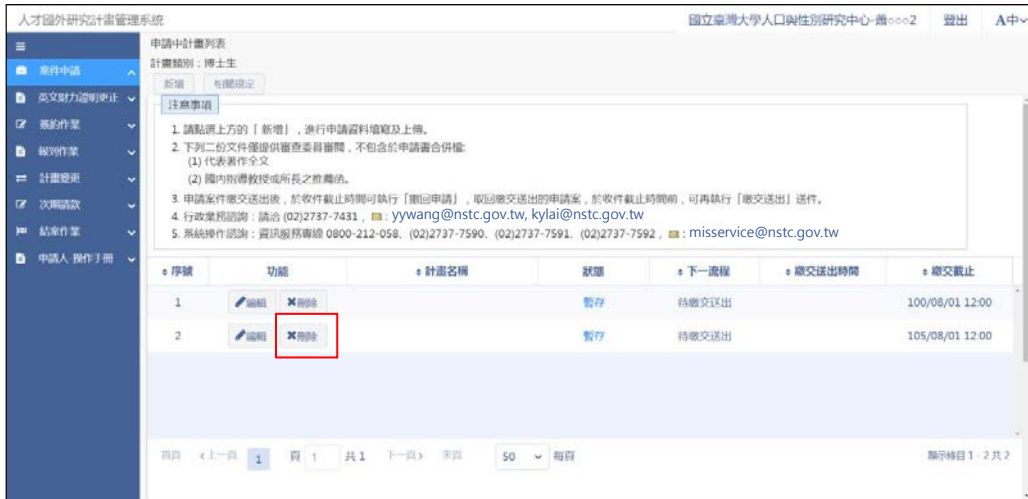 人才國外研究計畫管理系統
國立臺灣大學人口與性別研究中心-蕭○○○2 登出 A中
申請中計畫列表
案件申請
計畫類別：博士生
新增 相關規定
英文財力證明更正
注意事項
簽約作業
1. 請點選上方的「 新增」，進行申請資料填寫及上傳。
報到作業
2. 下列二份文件僅提供審查委員審閱，不包含於申請書合併檔:
(1) 代表著作全文
計畫變更
(2) 國內指導教授或所長之推薦函。
次期請款
3. 申請案件繳交送出後，於收件截止時間可執行「撤回申請」，取回繳交送出的申請案，於收件截止時間前，可再執行「繳交送出」送件。
4. 行政業務諮詢：請洽 (02)2737-7431， : yywang@nstc.gov.tw, kylai@nstc.gov.tw
結案作業
5. 系統操作諮詢：資訊服務專線 0800-212-058、(02)2737-7590、(02)2737-7591、(02)2737-7592， : misservice@nstc.gov.tw
申請人-操作手冊
序號 功能 計畫名稱 狀態 下一流程 繳交送出時間 繳交截止
1 編輯 刪除 暫存 待繳交送出 100/08/01 12:00
2 編輯 刪除 暫存 待繳交送出 105/08/01 12:00
首頁 上一頁 1 頁 1 共 1 下一頁 末頁 50 每頁 顯示條目 1 - 2 共 2